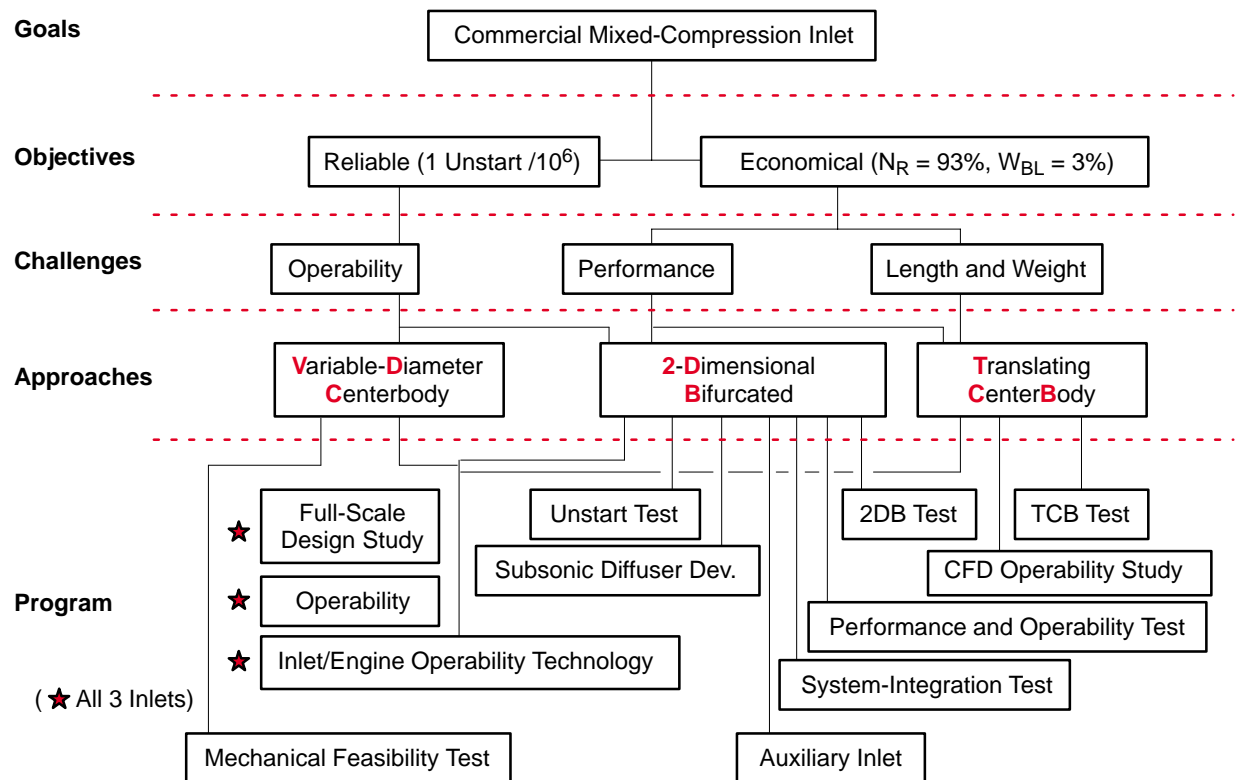 Goals
Commercial Mixed-Compression Inlet
Objectives
Reliable (1 Unstart /10⁶)
Economical (N_R = 93%, W_BL = 3%)
Challenges
Operability
Performance
Length and Weight
Approaches
Variable-Diameter
Centerbody
2-Dimensional
Bifurcated
Translating
CenterBody
Program
Full-Scale
Design Study
Unstart Test
2DB Test
TCB Test
Subsonic Diffuser Dev.
CFD Operability Study
Operability
Performance and Operability Test
Inlet/Engine Operability Technology
System-Integration Test
( ★ All 3 Inlets)
Mechanical Feasibility Test
Auxiliary Inlet